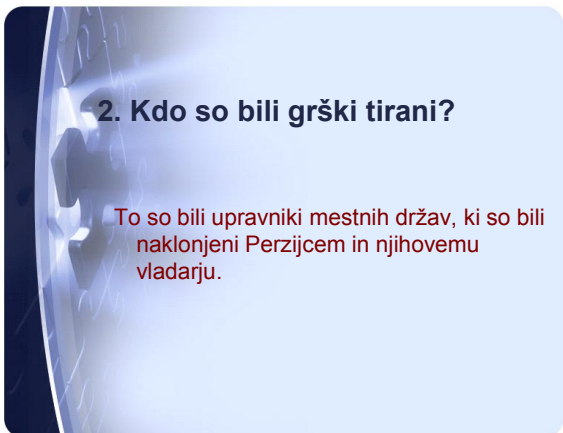 2. Kdo so bili grški tirani?
To so bili upravniki mestnih držav, ki so bili
naklonjeni Perzijcem in njihovemu
vladarju.